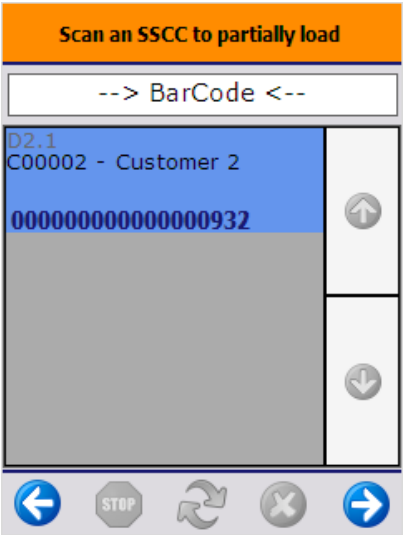 Scan an SSCC to partially load
--> BarCode <--
D2.1
C00002 - Customer 2
000000000000000932
STOP